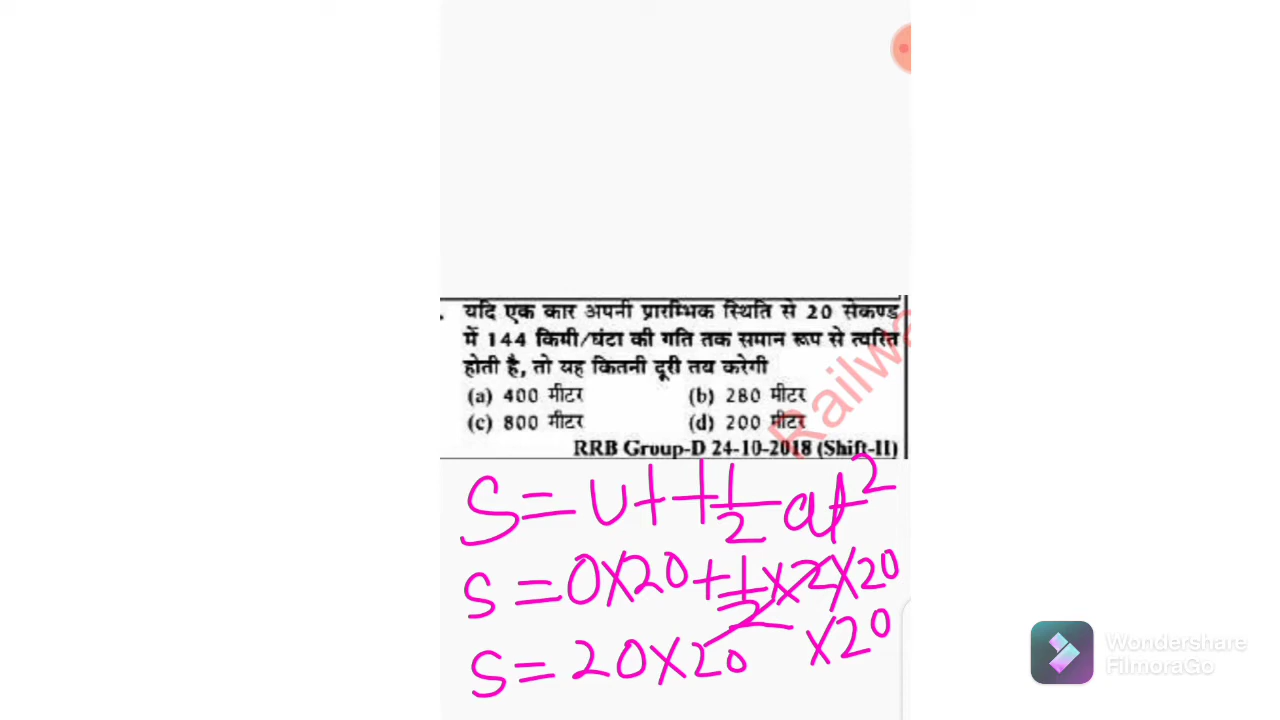 . यदि एक कार अपनी प्रारम्भिक स्थिति से 20 सेकण्ड
में 144 किमी/घंटा की गति तक समान रूप से त्वरित
होती है, तो यह कितनी दूरी तय करेगी
(a) 400 मीटर (b) 280 मीटर
(c) 800 मीटर (d) 200 मीटर
RRB Group-D 24-10-2018 (Shift-II)
Railwa
S = ut + 1/2 at²
S = 0×20 + 1/2 ×2×20
×20
S = 20×20
Wondershare
FilmoraGo